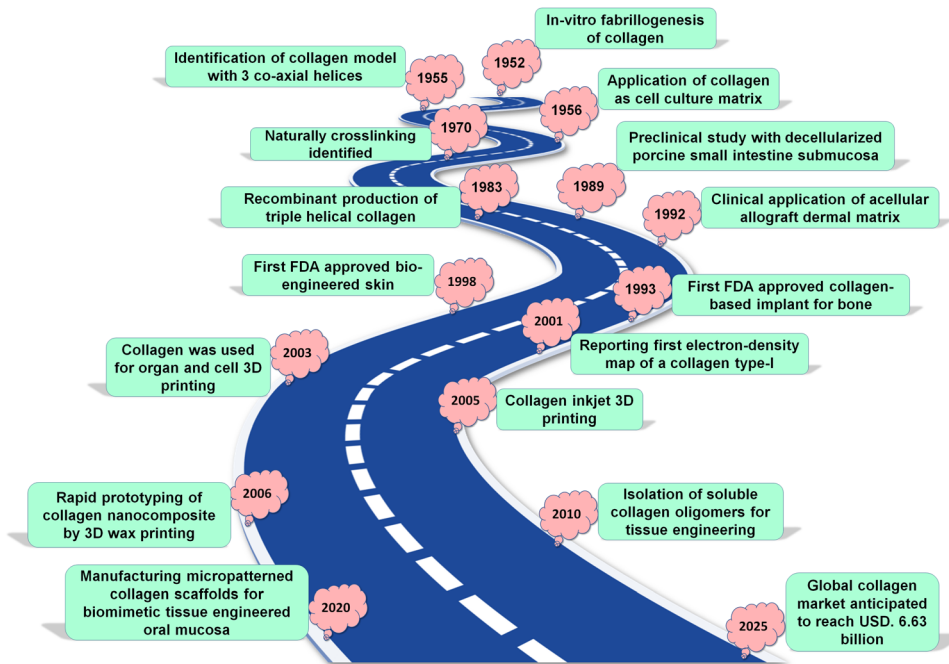 In-vitro fabrillogenesis
of collagen
1952
Identification of collagen model
with 3 co-axial helices
1955
Application of collagen
as cell culture matrix
1956
Naturally crosslinking
identified
1970
Preclinical study with decellularized
porcine small intestine submucosa
1989
Recombinant production of
triple helical collagen
1983
Clinical application of acellular
allograft dermal matrix
1992
First FDA approved bio-
engineered skin
1998
1993
First FDA approved collagen-
based implant for bone
2001
Reporting first electron-density
map of a collagen type-I
Collagen was used
for organ and cell 3D
printing
2003
2005
Collagen inkjet 3D
printing
Rapid prototyping of
collagen nanocomposite
by 3D wax printing
2006
2010
Isolation of soluble
collagen oligomers for
tissue engineering
Manufacturing micropatterned
collagen scaffolds for
biomimetic tissue engineered
oral mucosa
2020
2025
Global collagen
market anticipated
to reach USD. 6.63
billion